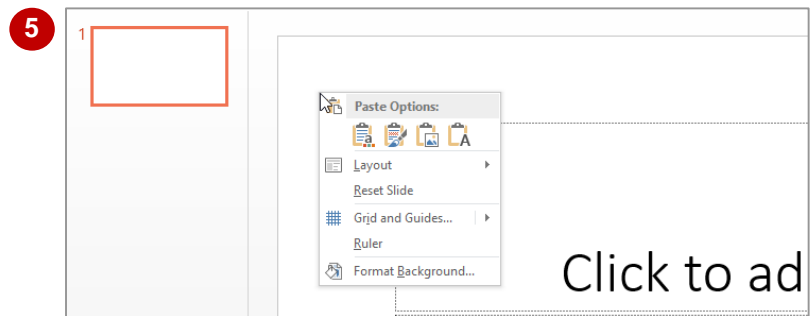 5
1
Paste Options:
Layout
Reset Slide
Grid and Guides...
Ruler
Format Background...
Click to ad